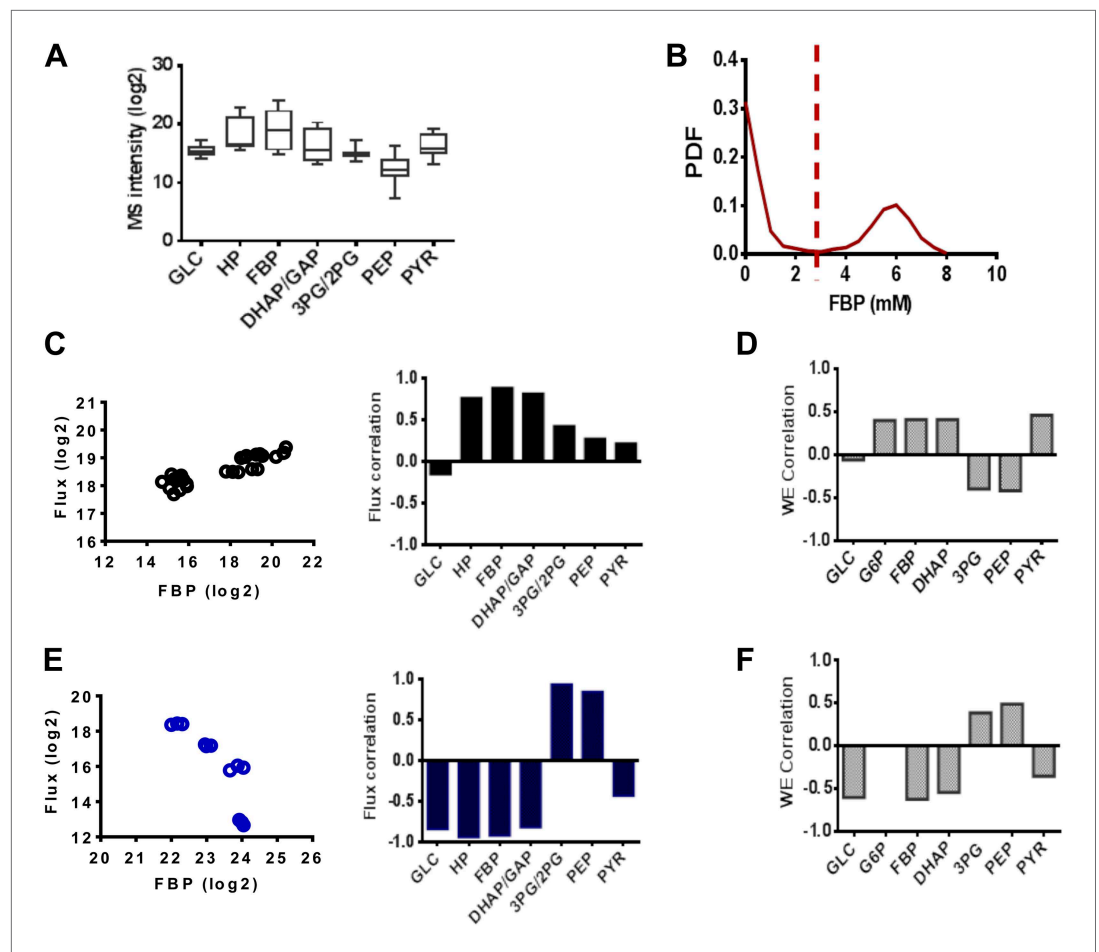 A
MS intensity (log2)
30
20
10
0
GLC
HP
FBP
DHAP/GAP
3PG/2PG
PEP
PYR
B
PDF
0.4
0.3
0.2
0.1
0.0
0 2 4 6 8 10
FBP (mM)
C
Flux (log2)
21
20
19
18
17
16
12 14 16 18 20 22
FBP (log2)
Flux correlation
1.0
0.5
0.0
-0.5
-1.0
GLC
HP
FBP
DHAP/GAP
3PG/2PG
PEP
PYR
D
WE Correlation
1.0
0.5
0.0
-0.5
-1.0
GLC
G6P
FBP
DHAP
3PG
PEP
PYR
E
Flux (log2)
20
18
16
14
12
20 21 22 23 24 25 26
FBP (log2)
Flux correlation
1.0
0.5
0.0
-0.5
-1.0
GLC
HP
FBP
DHAP/GAP
3PG/2PG
PEP
PYR
F
WE Correlation
1.0
0.5
0.0
-0.5
-1.0
GLC
G6P
FBP
DHAP
3PG
PEP
PYR